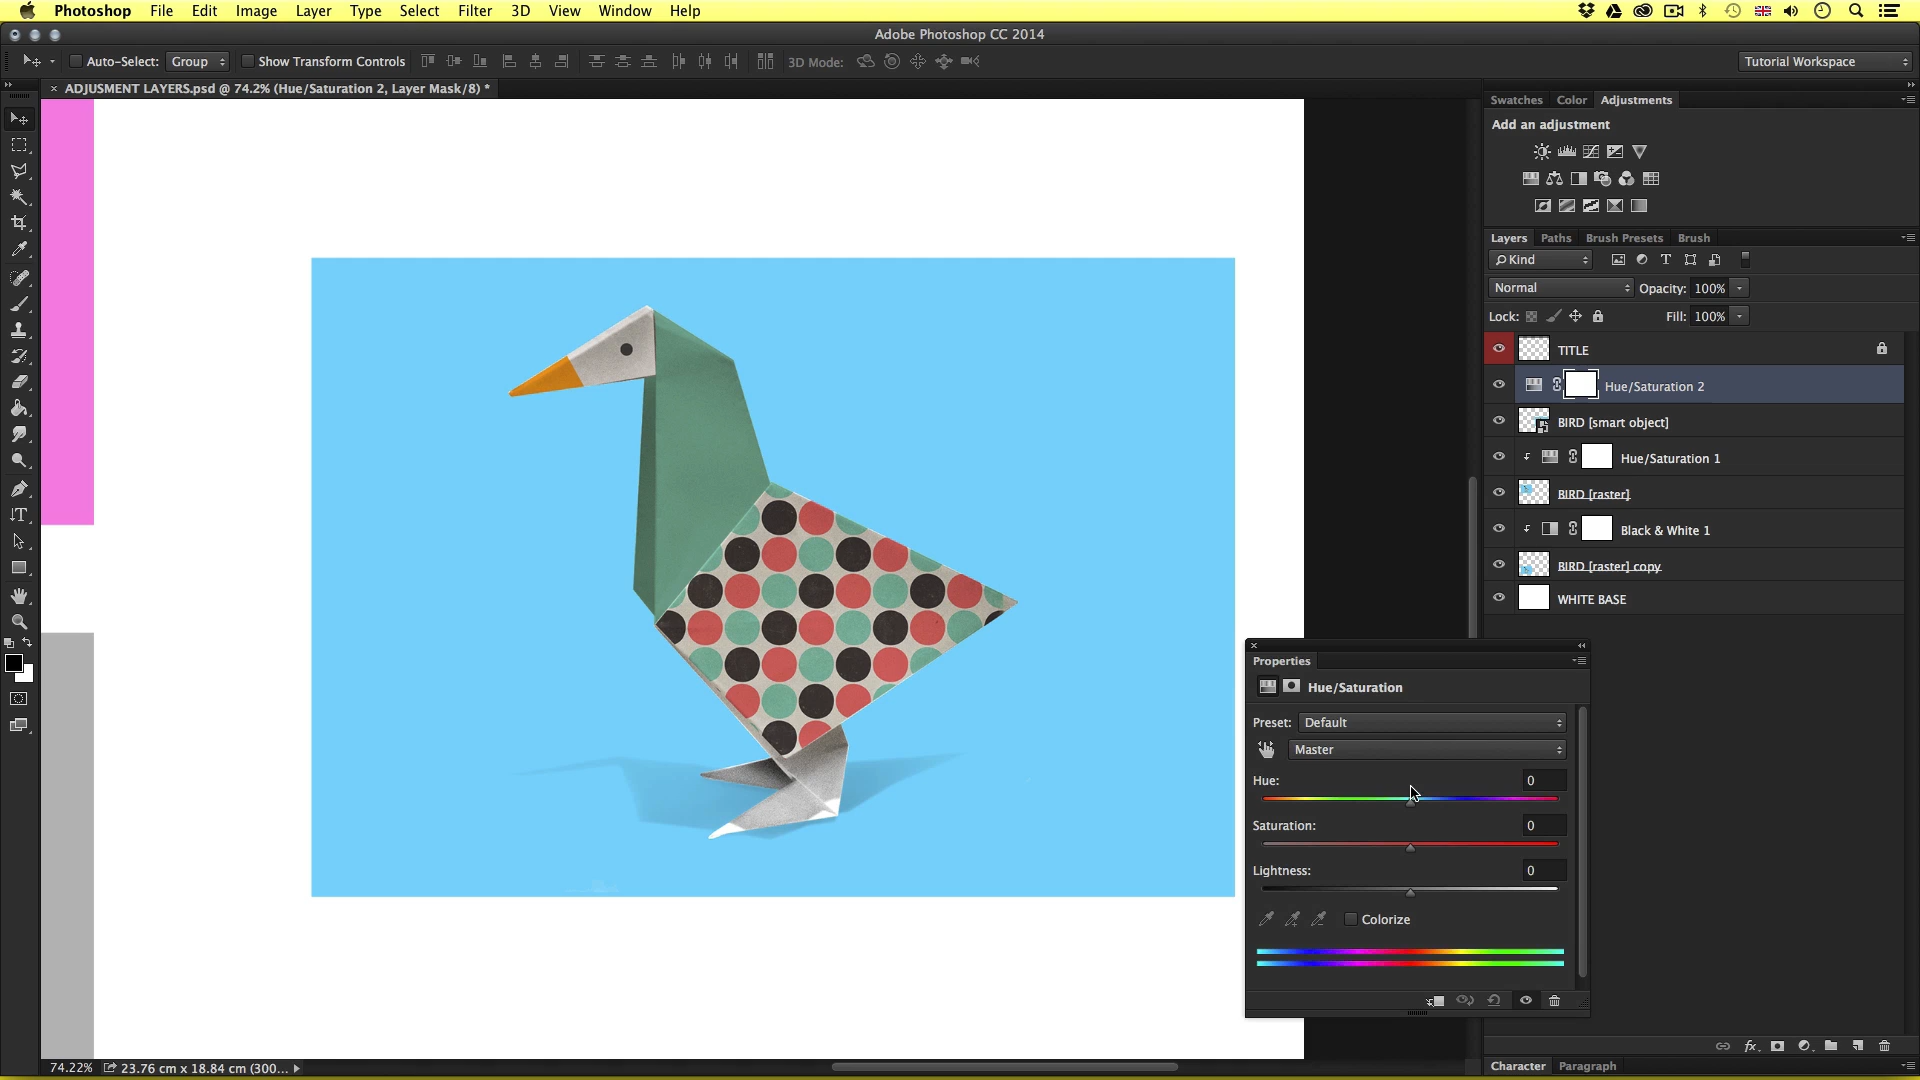 Photoshop File Edit Image Layer Type Select Filter 3D View Window Help
Adobe Photoshop CC 2014
Auto-Select: Group Show Transform Controls 3D Mode: Tutorial Workspace
× ADJUSMENT LAYERS.psd @ 74.2% (Hue/Saturation 2, Layer Mask/8) *
Swatches Color Adjustments
Add an adjustment
Layers Paths Brush Presets Brush
Kind
Normal Opacity: 100%
Lock: Fill: 100%
TITLE
Hue/Saturation 2
BIRD [smart object]
Hue/Saturation 1
BIRD [raster]
Black & White 1
BIRD [raster] copy
WHITE BASE
Properties
Hue/Saturation
Preset: Default
Master
Hue: 0
Saturation: 0
Lightness: 0
Colorize
74.22% 23.76 cm x 18.84 cm (300...
Character Paragraph